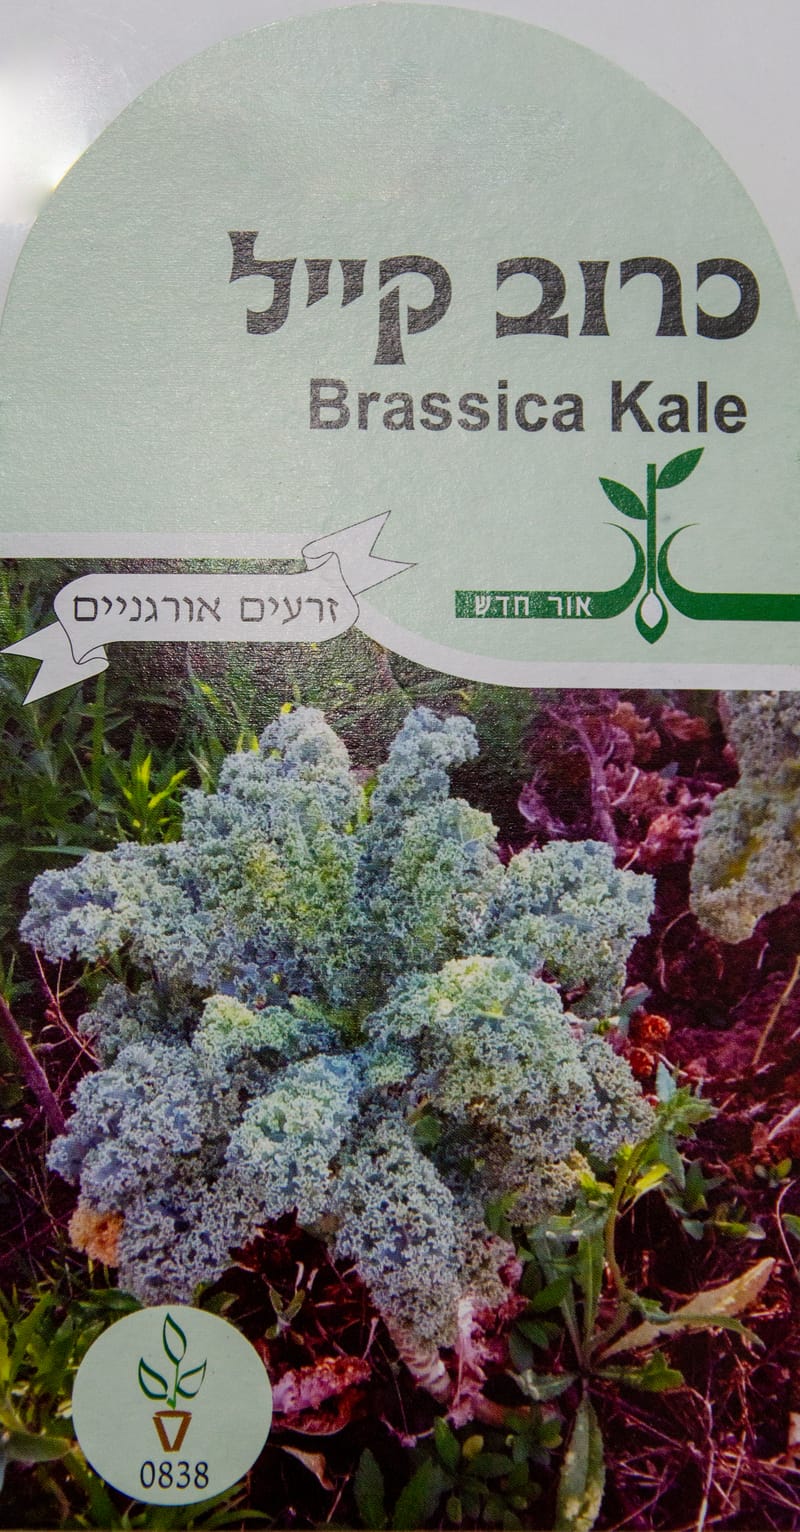 כרוב קייל
Brassica Kale
אור חדש
זרעים אורגניים
0838